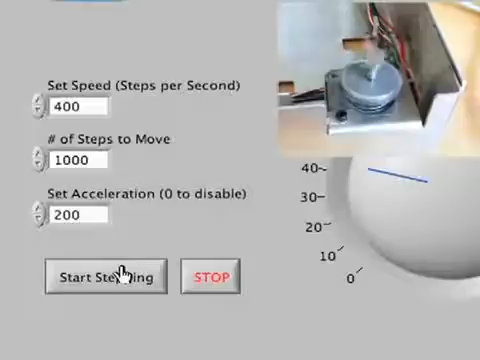 Set Speed (Steps per Second)
400
# of Steps to Move
1000
Set Acceleration (0 to disable)
200
Start Stepping
STOP
40
30
20
10
0